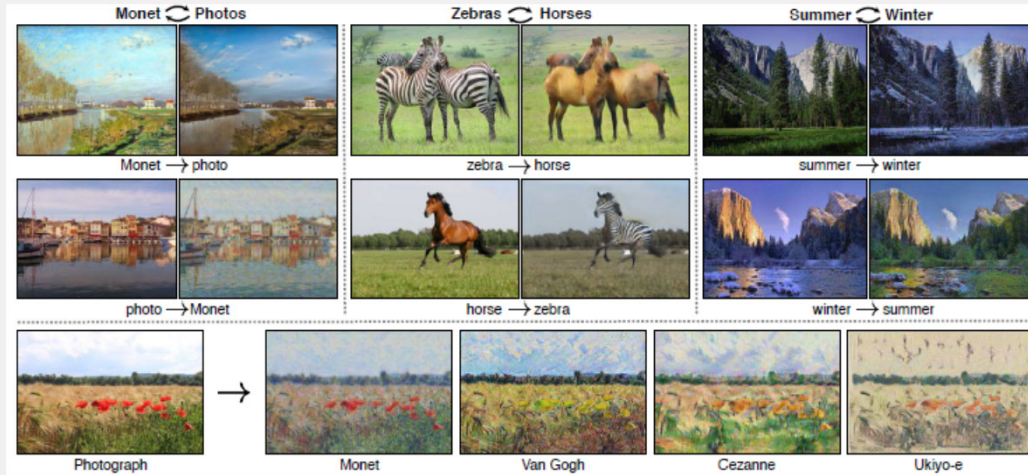 Monet Photos
Zebras Horses
Summer Winter
Monet → photo
zebra → horse
summer → winter
photo → Monet
horse → zebra
winter → summer
Photograph
Monet
Van Gogh
Cezanne
Ukiyo-e